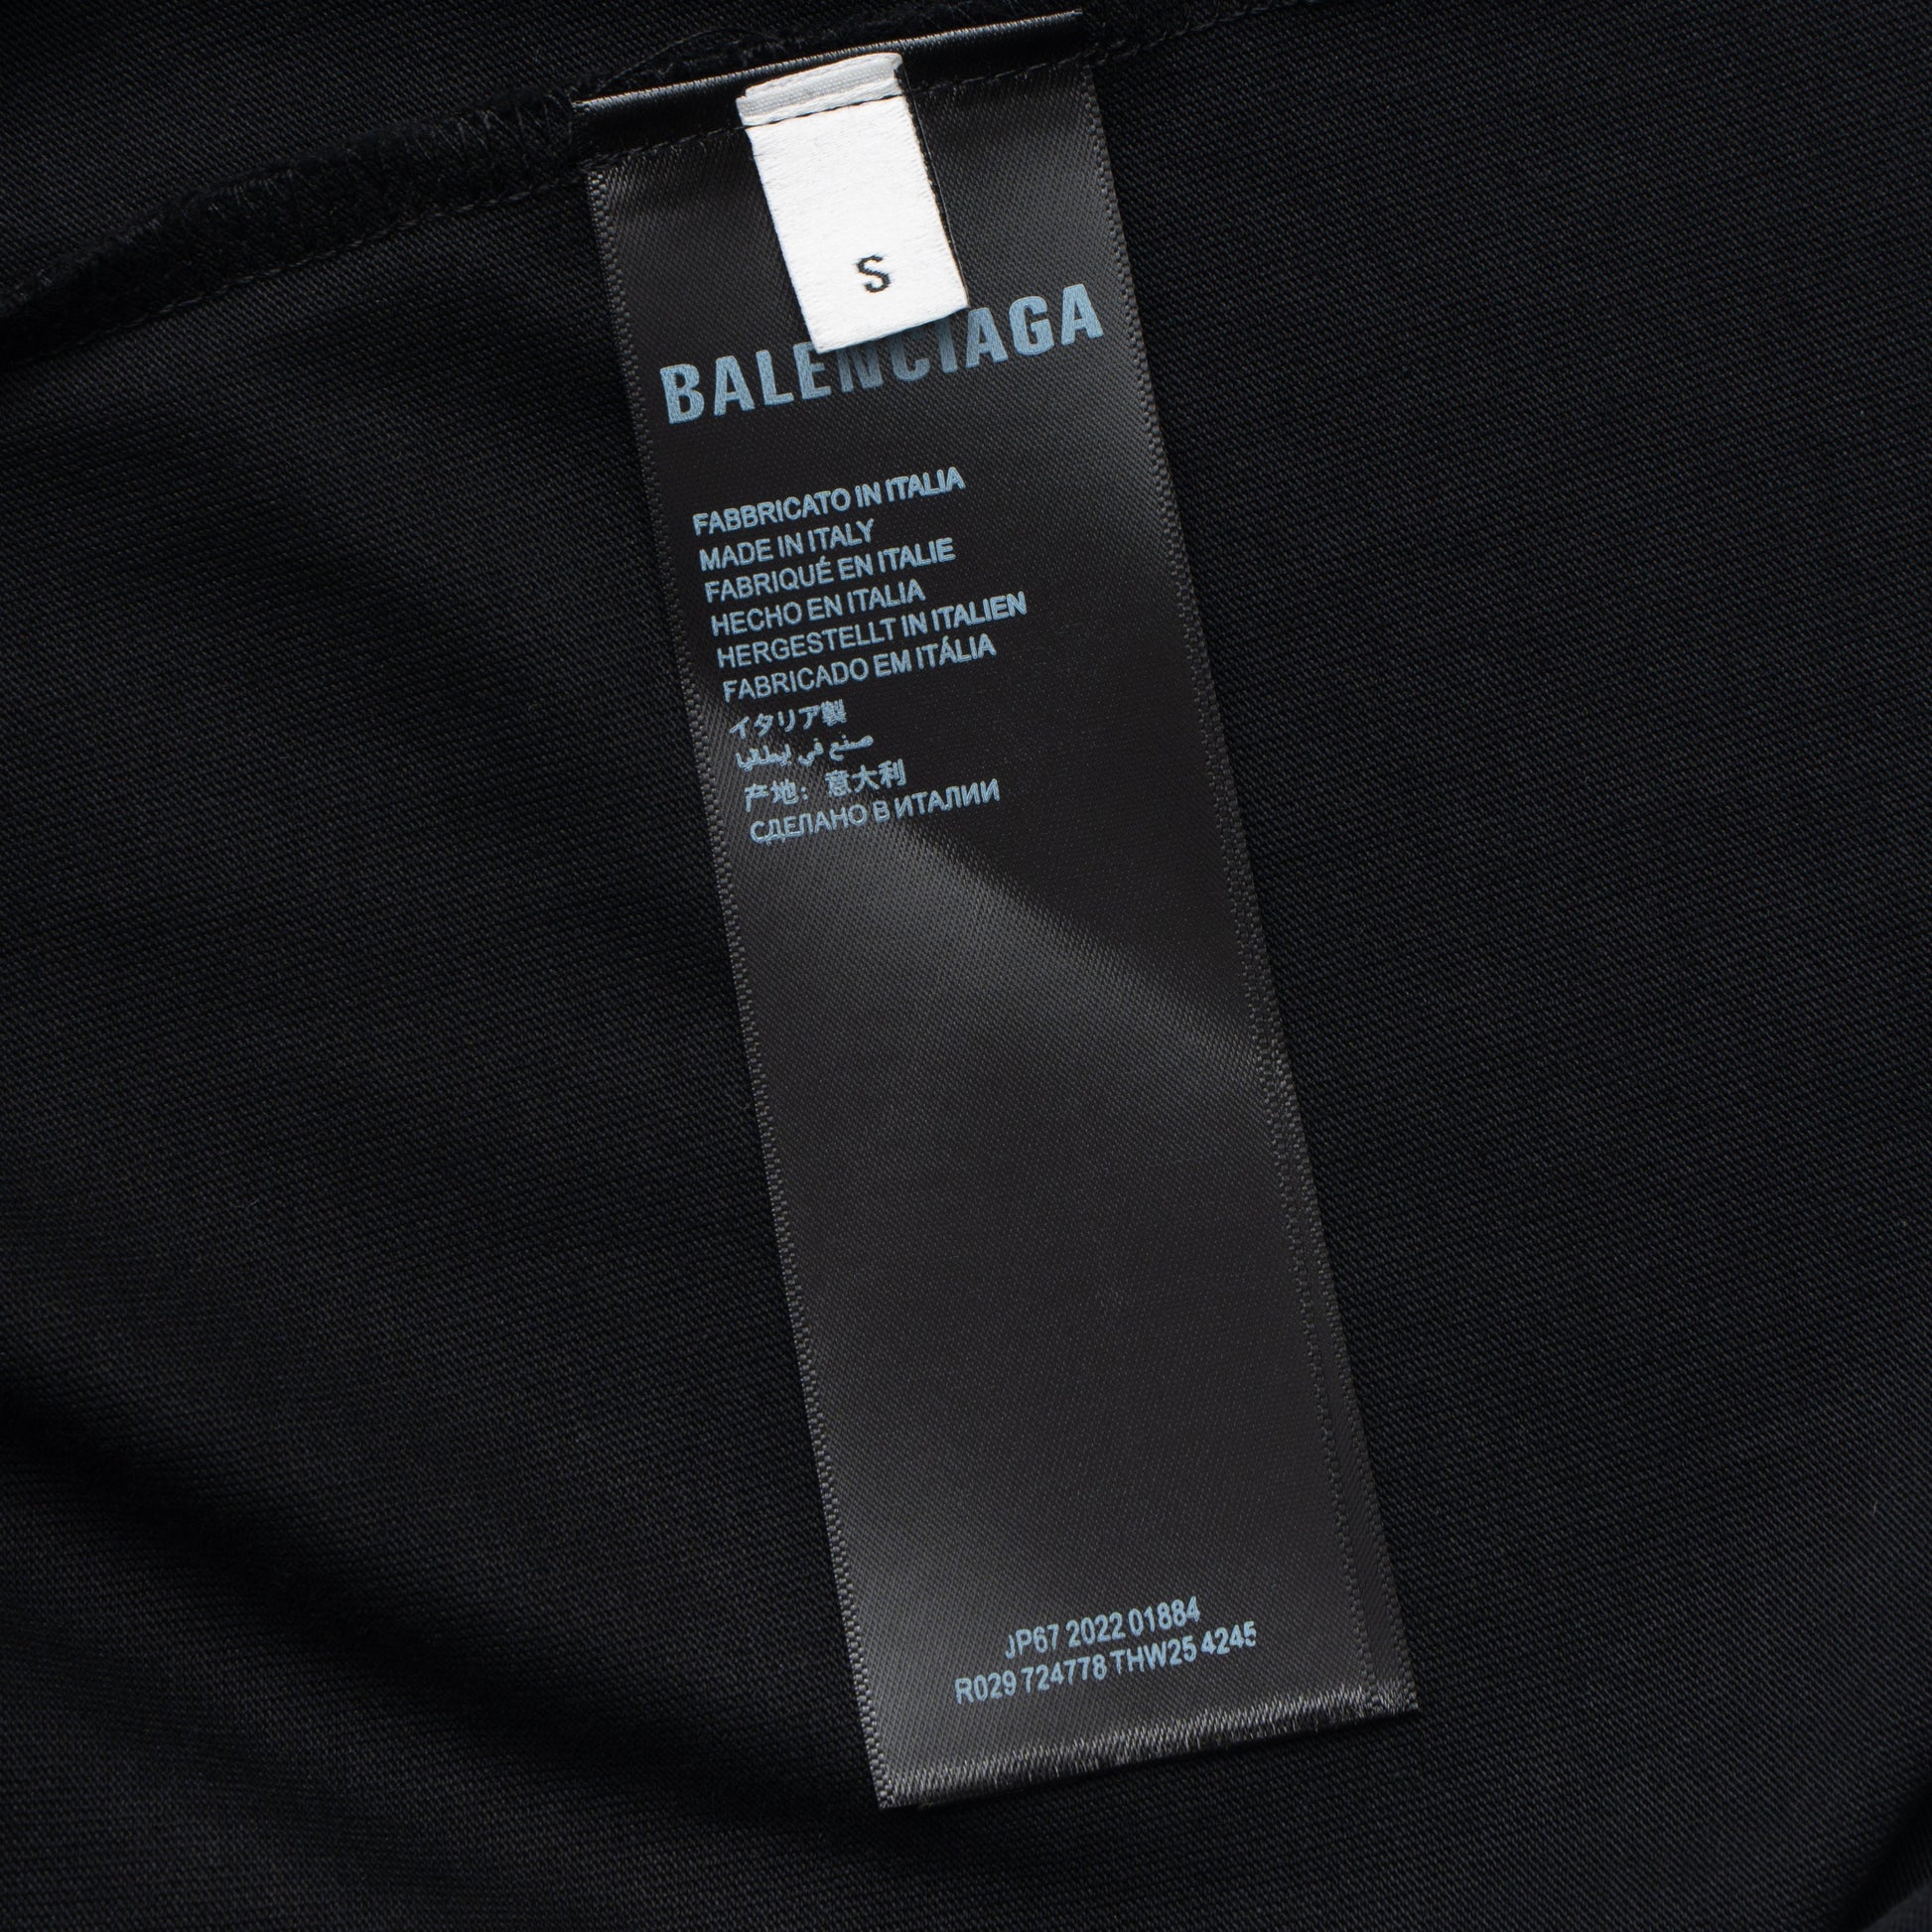 S
BALENCIAGA
FABBRICATO IN ITALIA
MADE IN ITALY
FABRIQUÉ EN ITALIE
HECHO EN ITALIA
HERGESTELLT IN ITALIEN
FABRICADO EM ITÁLIA
イタリア製
صنع في إيطاليا
产地：意大利
СДЕЛАНО В ИТАЛИИ
JP67 2022 01884
R029 724778 THW25 4245